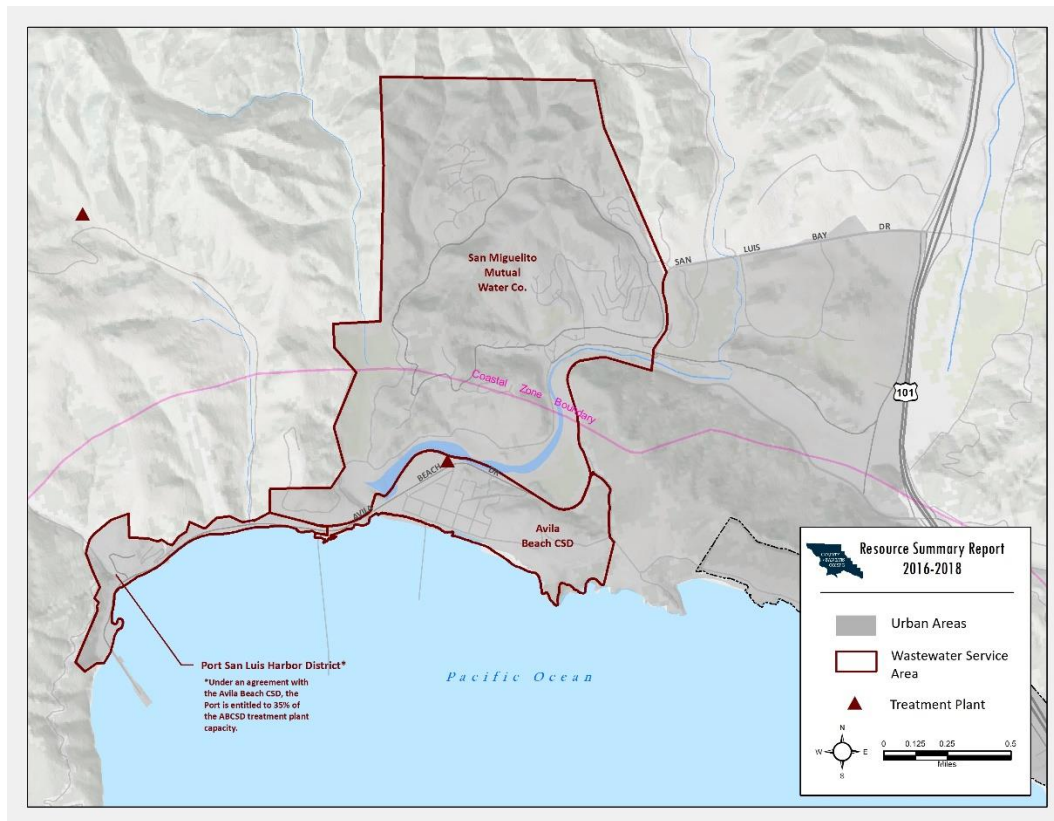 San Miguelito
Mutual
Water Co.
SAN LUIS BAY DR
Coastal Zone Boundary
101
AVILA BEACH DR
Avila
Beach CSD
Port San Luis Harbor District*
*Under an agreement with
the Avila Beach CSD, the
Port is entitled to 35% of
the ABCSD treatment plant
capacity.
Pacific Ocean
Resource Summary Report
2016-2018
Urban Areas
Wastewater Service
Area
Treatment Plant
N
W E
S
0 0.125 0.25 0.5
Miles